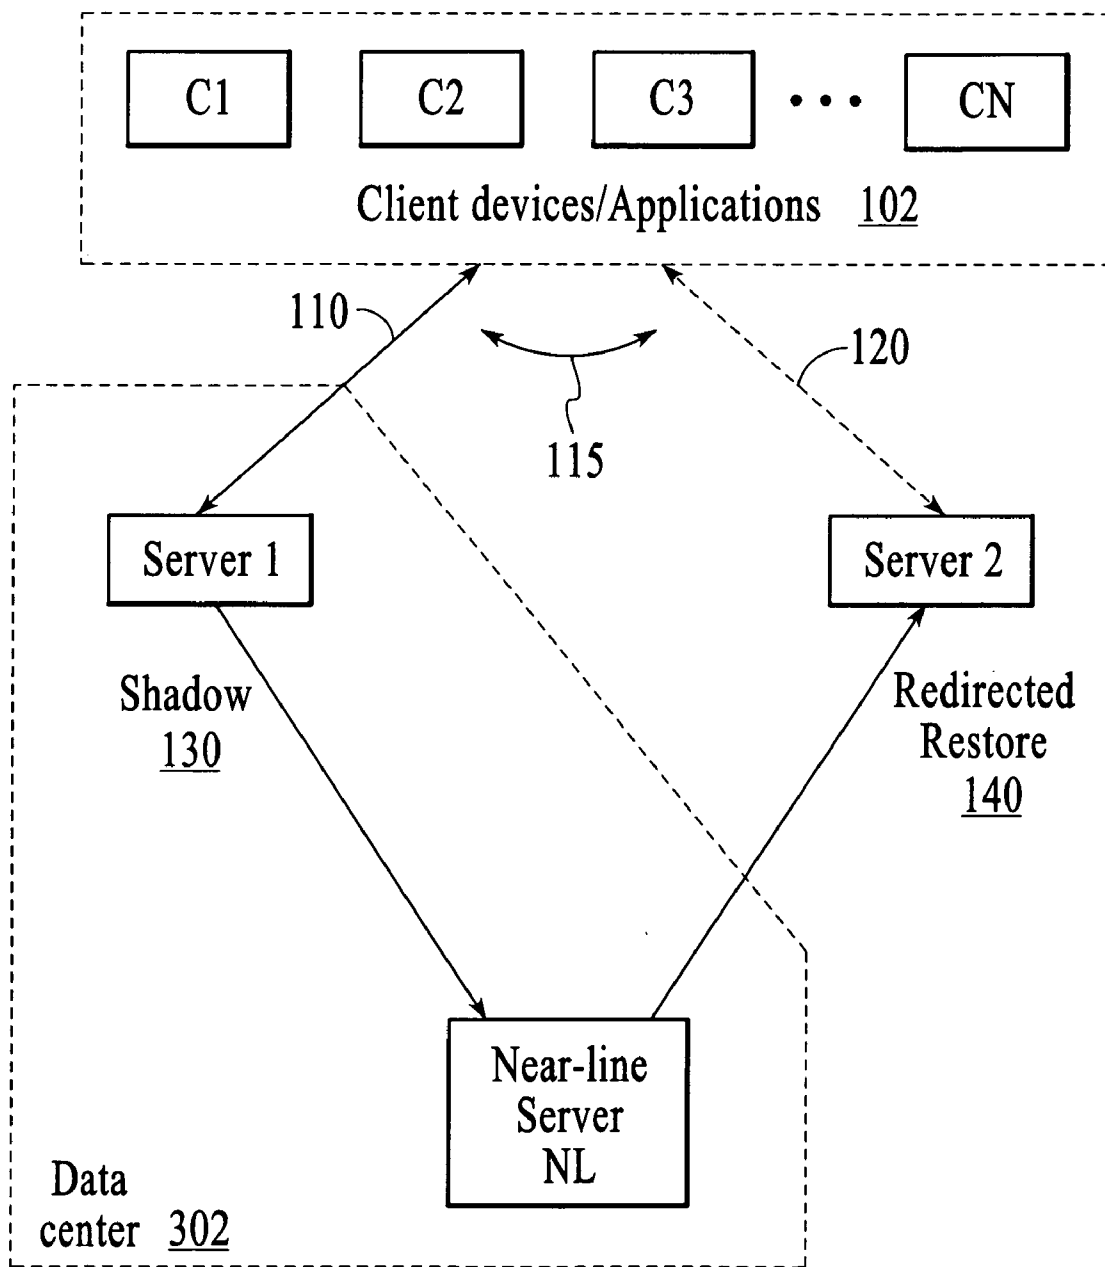 C1 C2 C3 • • • CN
Client devices/Applications 102
110
120
115
Server 1
Server 2
Shadow
130
Redirected
Restore
140
Near-line
Server
NL
Data
center 302